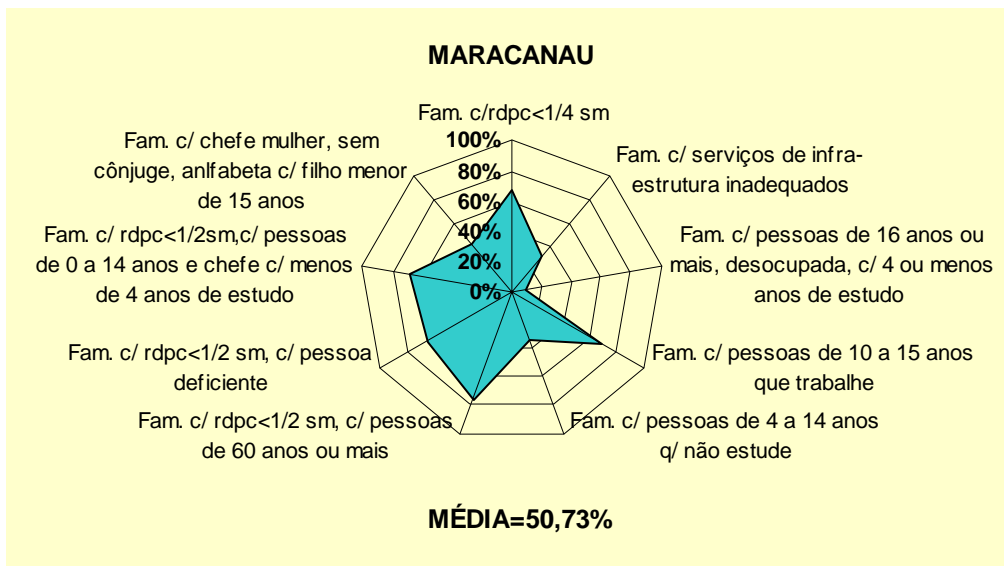 MARACANAU
Fam. c/rdpc<1/4 sm
100%
80%
60%
40%
20%
0%
Fam. c/ serviços de infra-
estrutura inadequados
Fam. c/ pessoas de 16 anos ou
mais, desocupada, c/ 4 ou menos
anos de estudo
Fam. c/ pessoas de 10 a 15 anos
que trabalhe
Fam. c/ pessoas de 4 a 14 anos
q/ não estude
Fam. c/ rdpc<1/2 sm, c/ pessoas
de 60 anos ou mais
Fam. c/ rdpc<1/2 sm, c/ pessoa
deficiente
Fam. c/ rdpc<1/2sm,c/ pessoas
de 0 a 14 anos e chefe c/ menos
de 4 anos de estudo
Fam. c/ chefe mulher, sem
cônjuge, anlfabeta c/ filho menor
de 15 anos
MÉDIA=50,73%